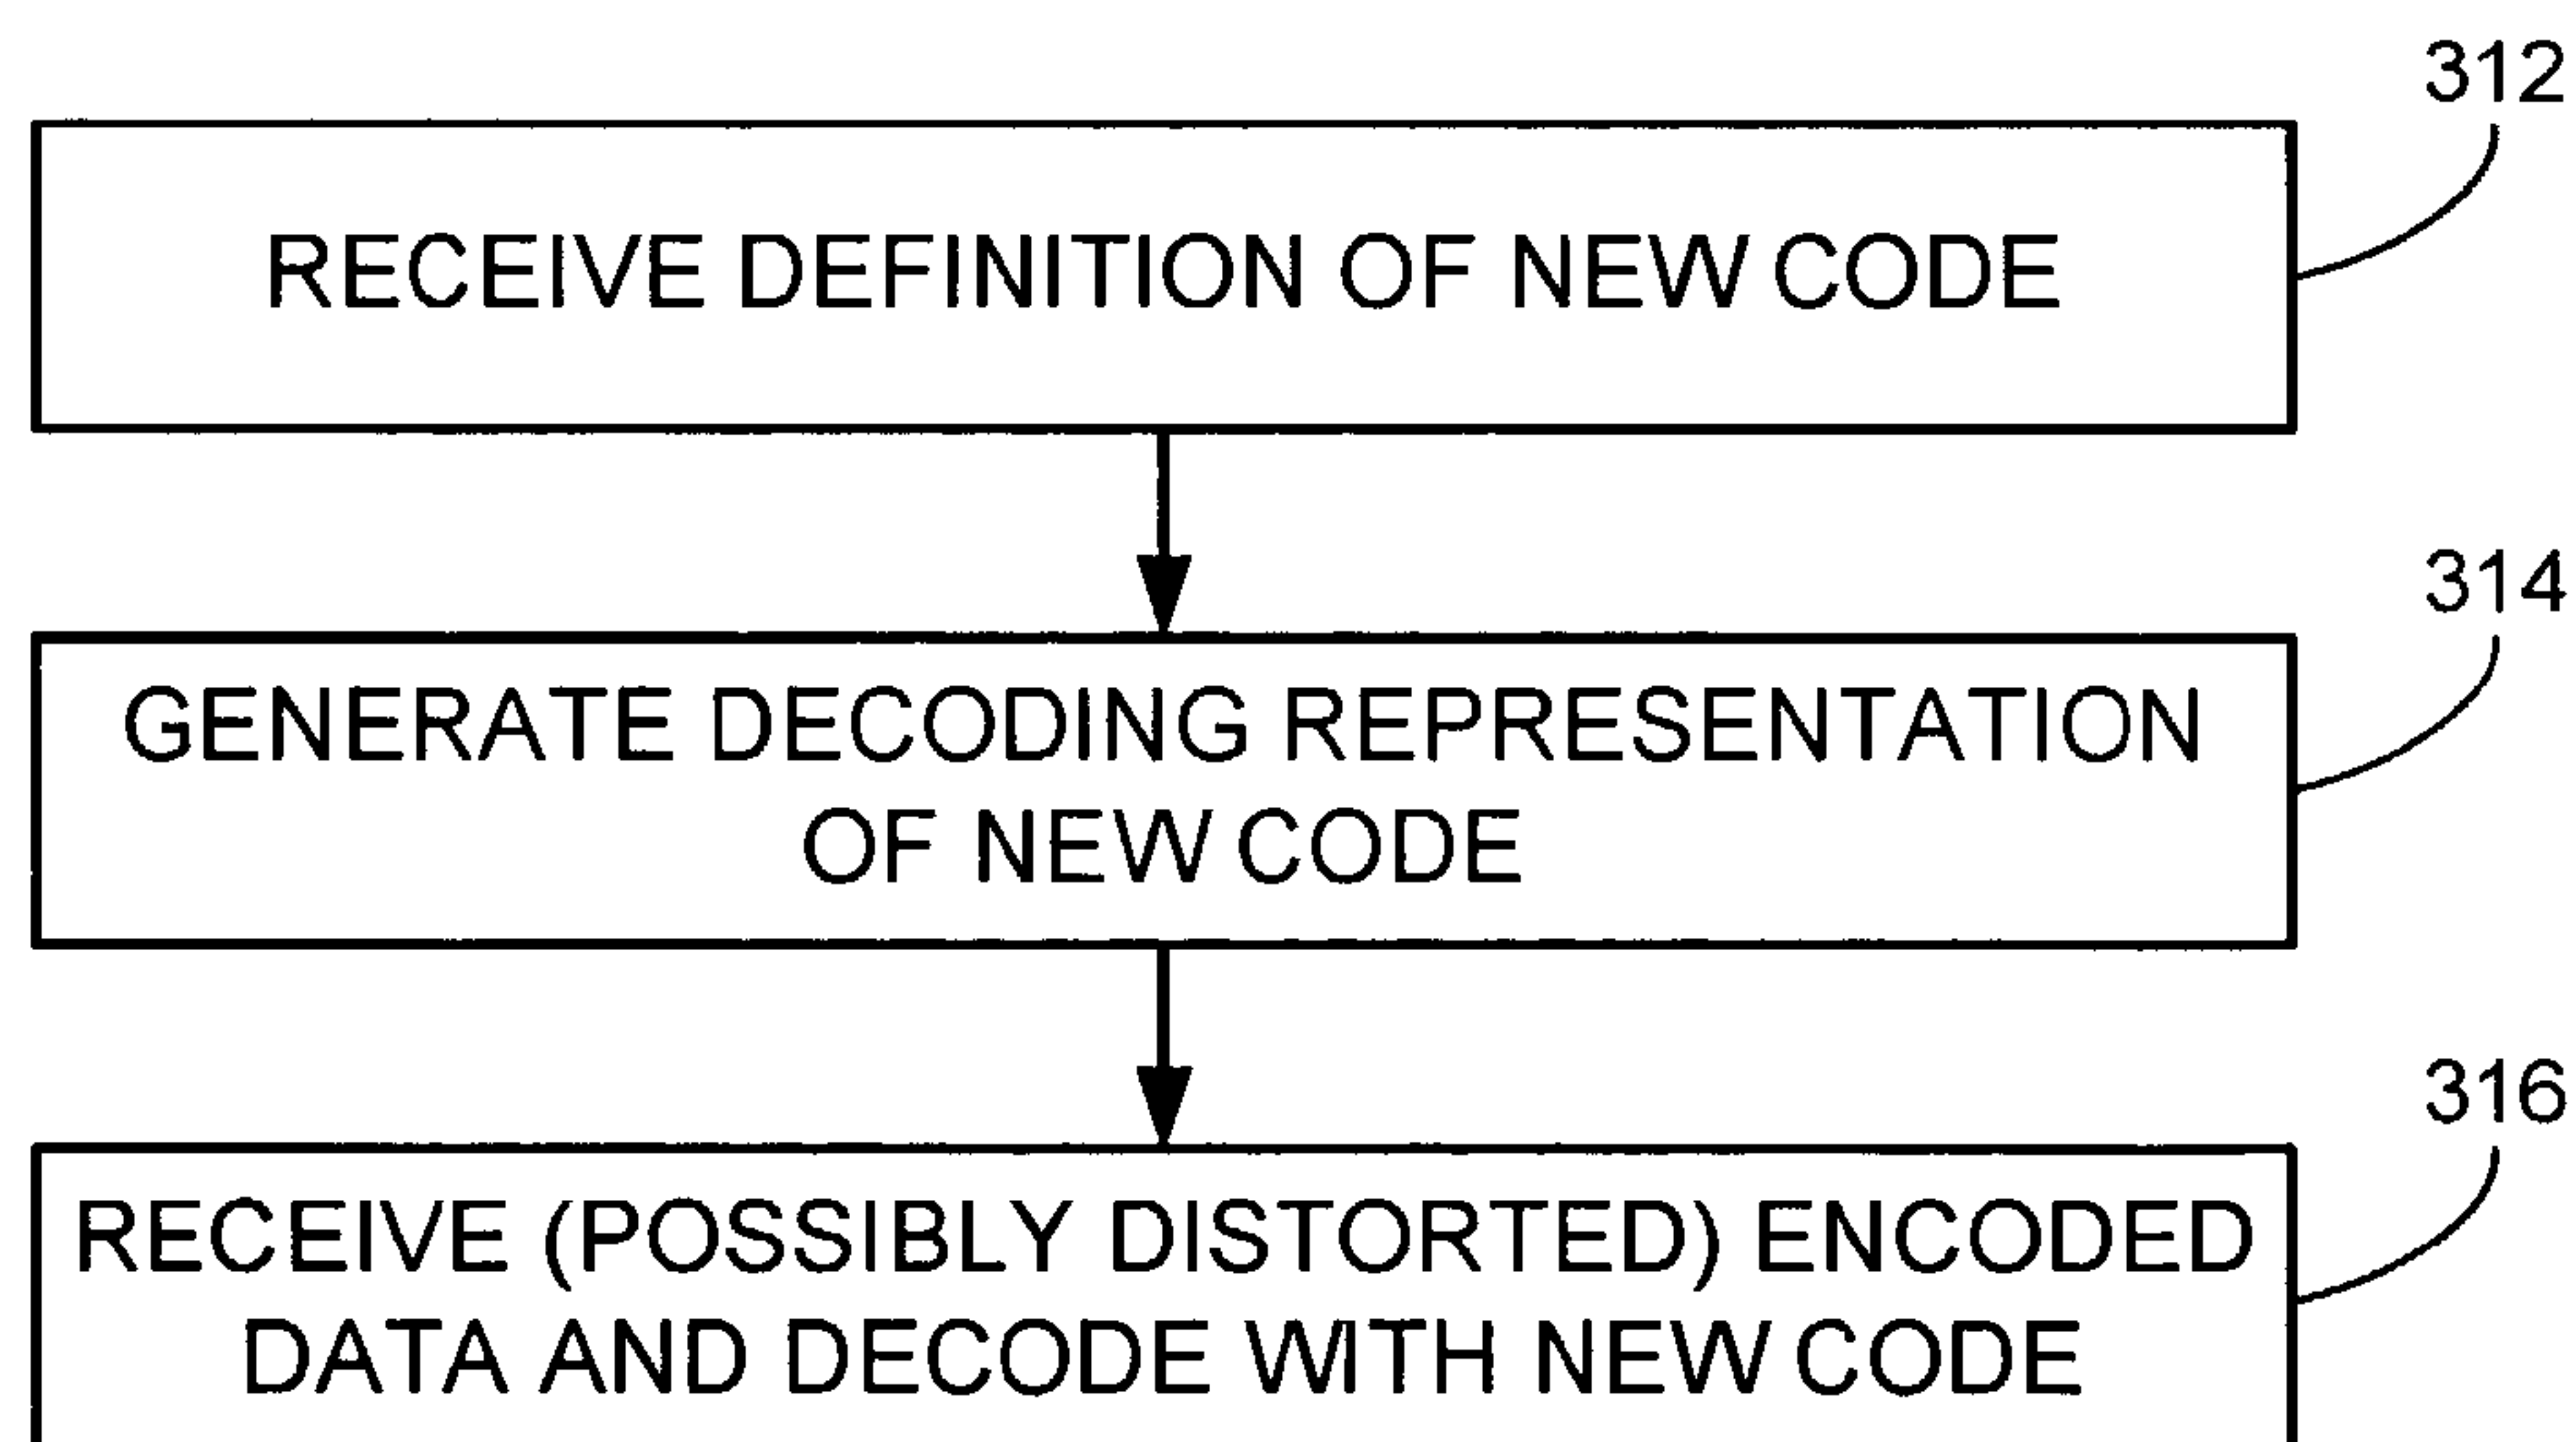 312
RECEIVE DEFINITION OF NEW CODE
314
GENERATE DECODING REPRESENTATION
OF NEW CODE
316
RECEIVE (POSSIBLY DISTORTED) ENCODED
DATA AND DECODE WITH NEW CODE